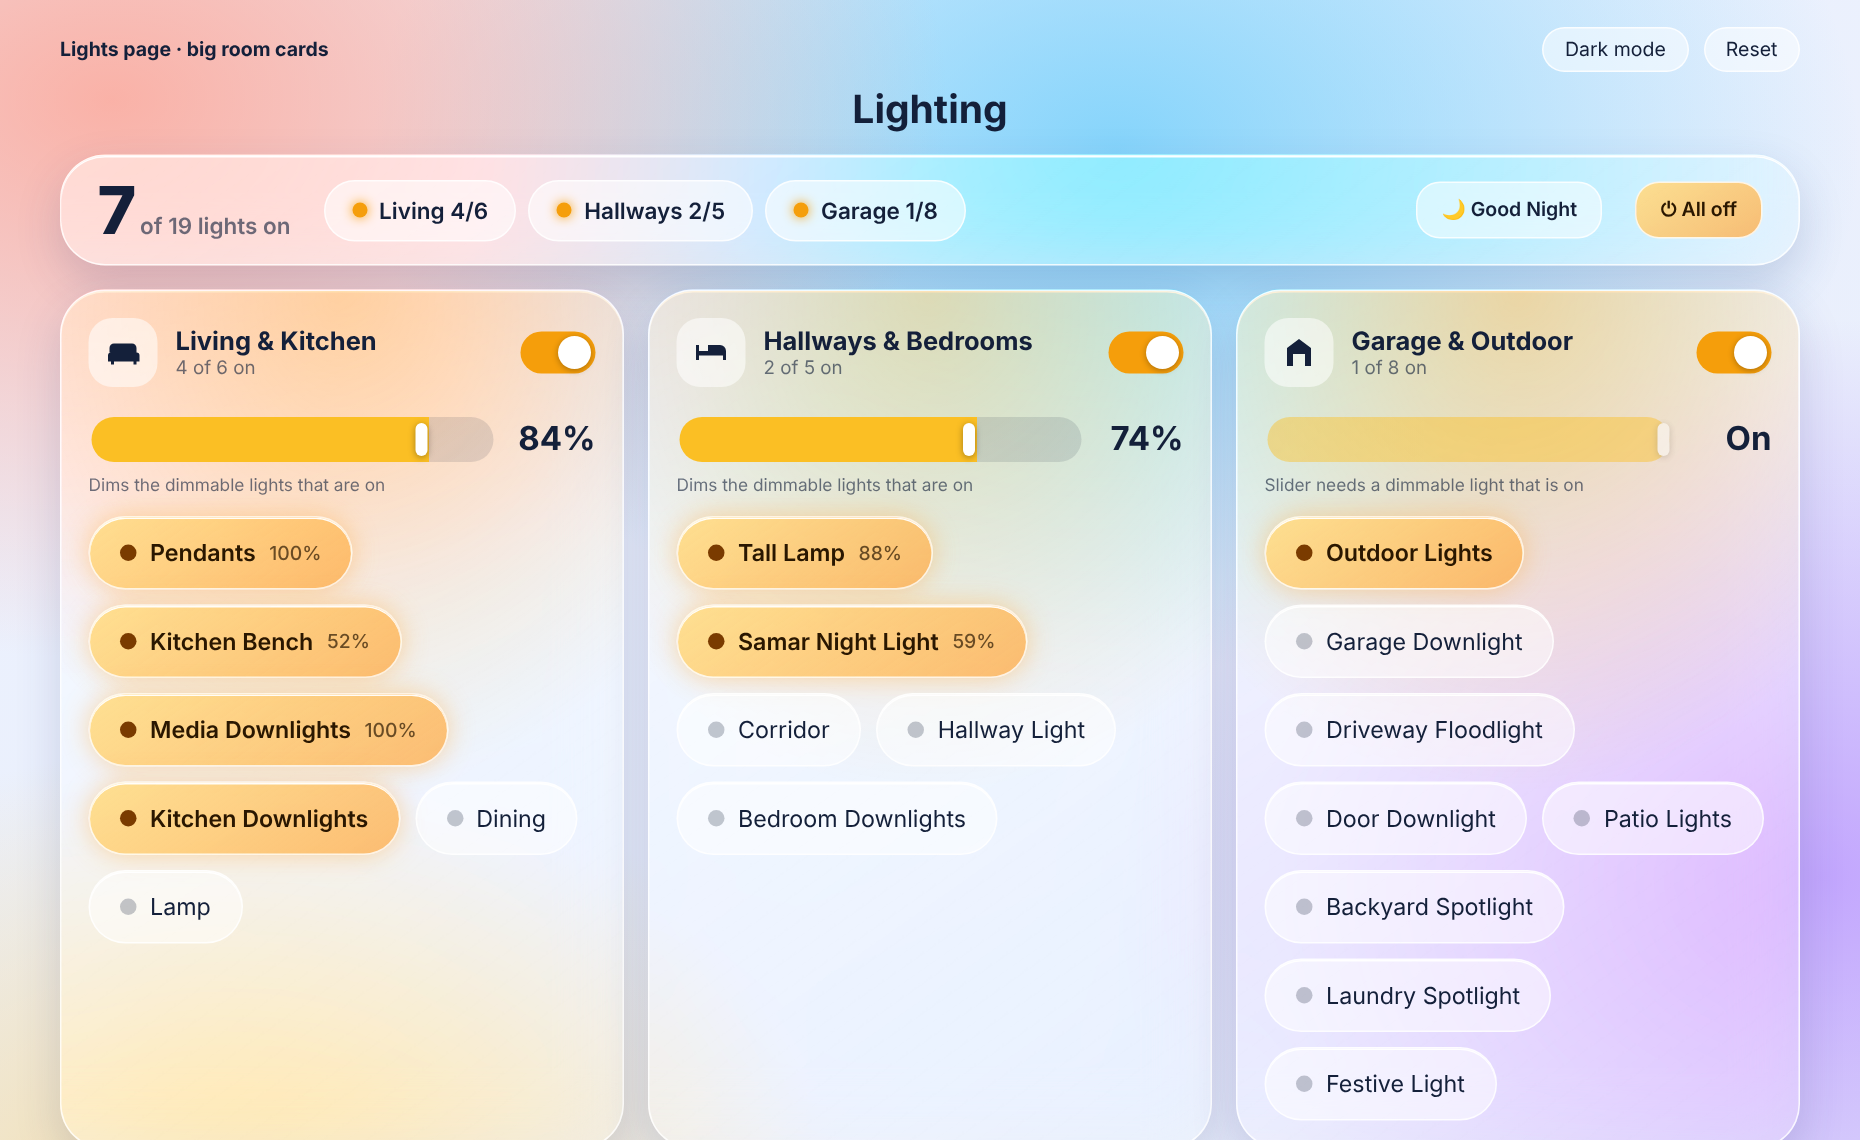 Lights page · big room cards
Dark mode
Reset
Lighting
7 of 19 lights on
Living 4/6
Hallways 2/5
Garage 1/8
🌙 Good Night
⏻ All off
Living & Kitchen
4 of 6 on
84%
Dims the dimmable lights that are on
Pendants 100%
Kitchen Bench 52%
Media Downlights 100%
Kitchen Downlights
Dining
Lamp
Hallways & Bedrooms
2 of 5 on
74%
Dims the dimmable lights that are on
Tall Lamp 88%
Samar Night Light 59%
Corridor
Hallway Light
Bedroom Downlights
Garage & Outdoor
1 of 8 on
On
Slider needs a dimmable light that is on
Outdoor Lights
Garage Downlight
Driveway Floodlight
Door Downlight
Patio Lights
Backyard Spotlight
Laundry Spotlight
Festive Light